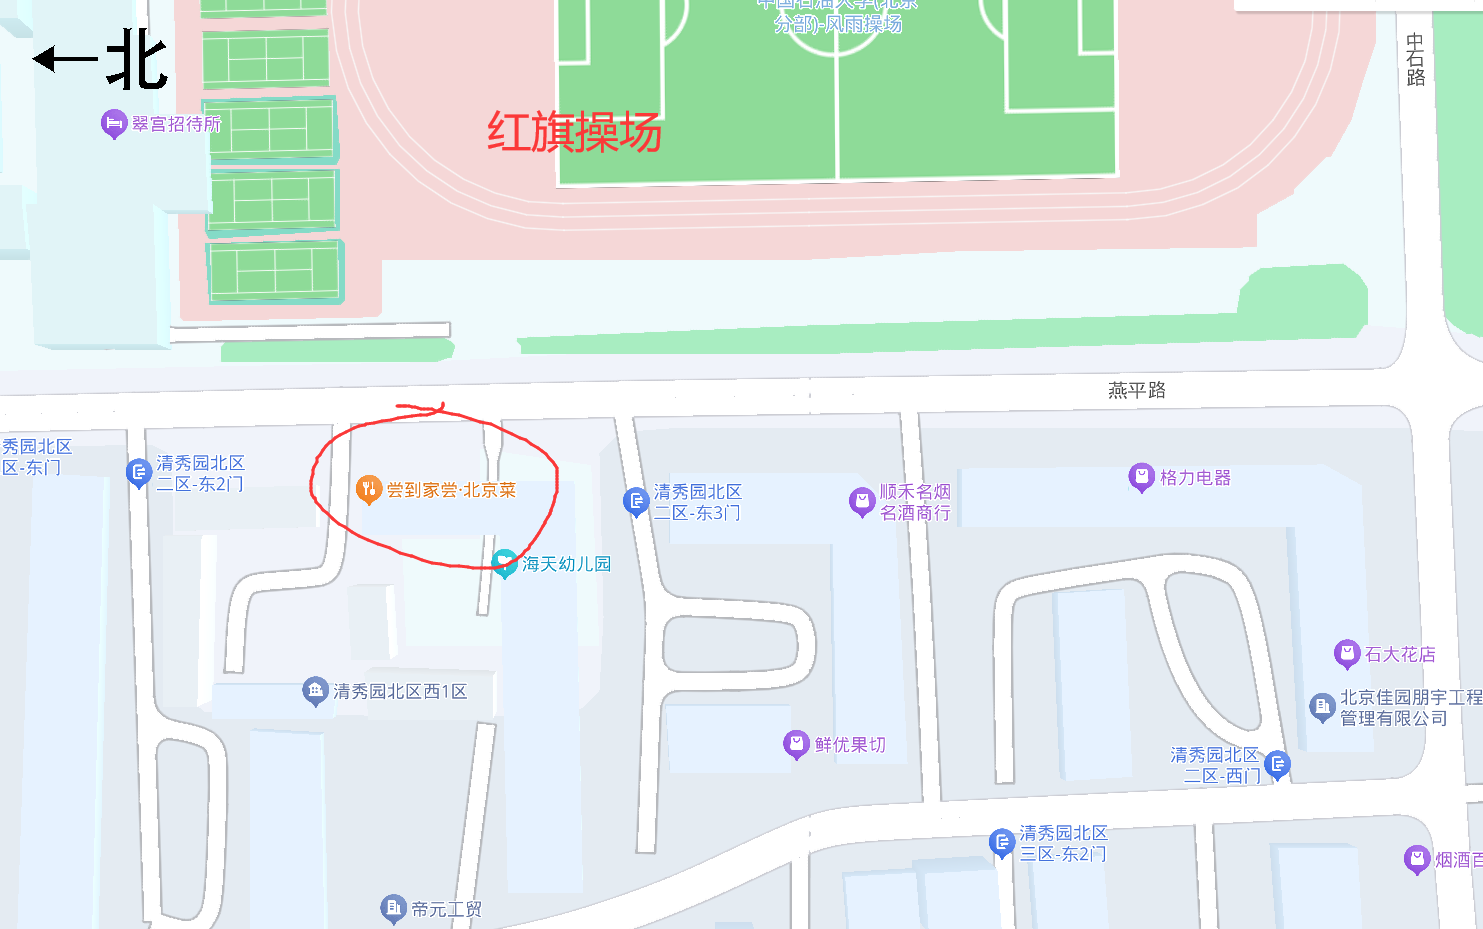 中国石油大学(北京
分部)-风雨操场
北
中石路
翠宫招待所
红旗操场
燕平路
秀园北区
区-东门
清秀园北区
二区-东2门
尝到家尝·北京菜
清秀园北区
二区-东3门
顺禾名烟
名酒商行
格力电器
海天幼儿园
石大花店
清秀园北区西1区
北京佳园朋宇工程
管理有限公司
鲜优果切
清秀园北区
二区-西门
清秀园北区
三区-东2门
烟酒百
帝元工贸